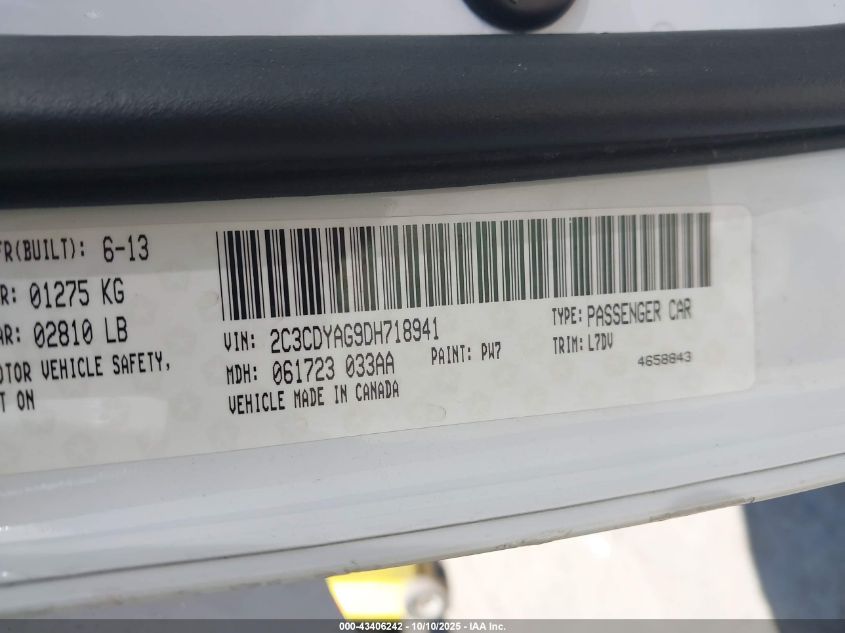 FR(BUILT): 6-13
R: 01275 KG
AR: 02810 LB
OTOR VEHICLE SAFETY,
T ON
VIN: 2C3CDYAG9DH718941
TYPE: PASSENGER CAR
MDH: 061723 033AA
PAINT: PW7
TRIM: L7DV
VEHICLE MADE IN CANADA
4658843
000-43406242 - 10/10/2025 - IAA Inc.